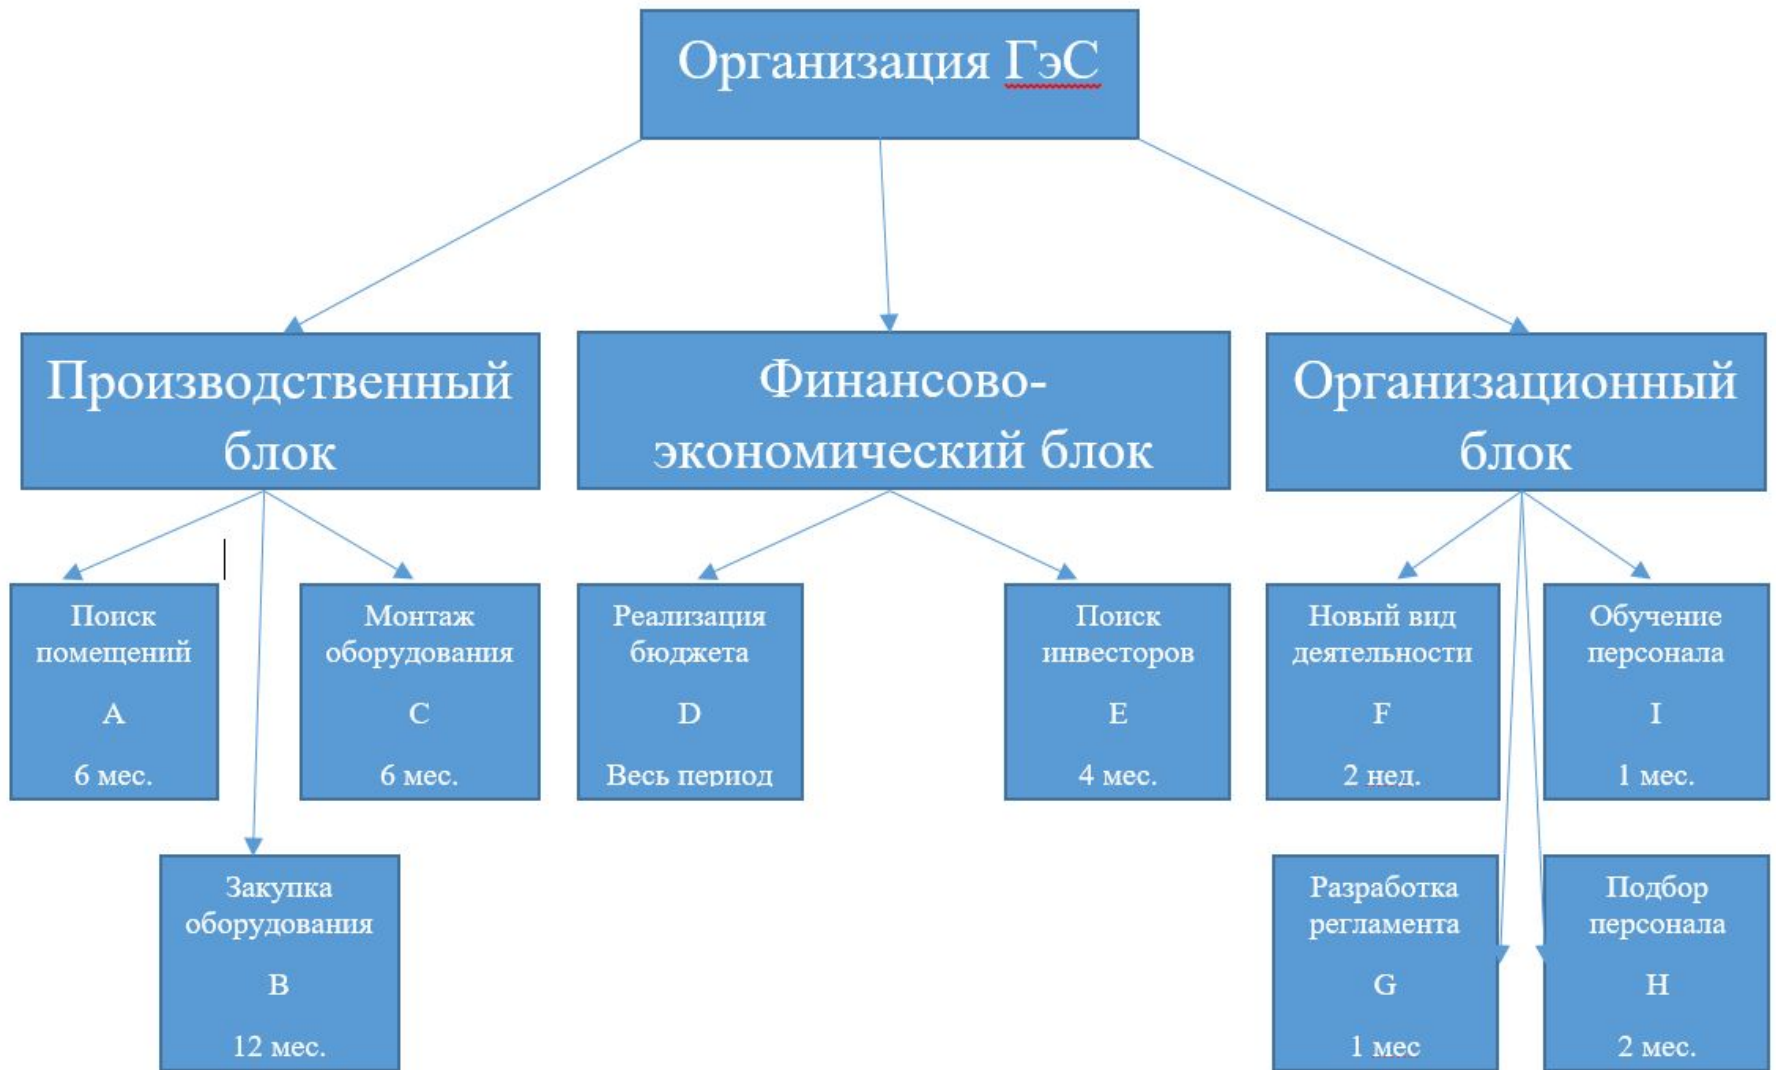 Организация ГэС
Производственный
блок
Финансово-
экономический блок
Организационный
блок
Поиск
помещений
A
6 мес.
Монтаж
оборудования
C
6 мес.
Реализация
бюджета
D
Весь период
Поиск
инвесторов
E
4 мес.
Новый вид
деятельности
F
2 нед.
Обучение
персонала
I
1 мес.
Закупка
оборудования
B
12 мес.
Разработка
регламента
G
1 мес
Подбор
персонала
H
2 мес.